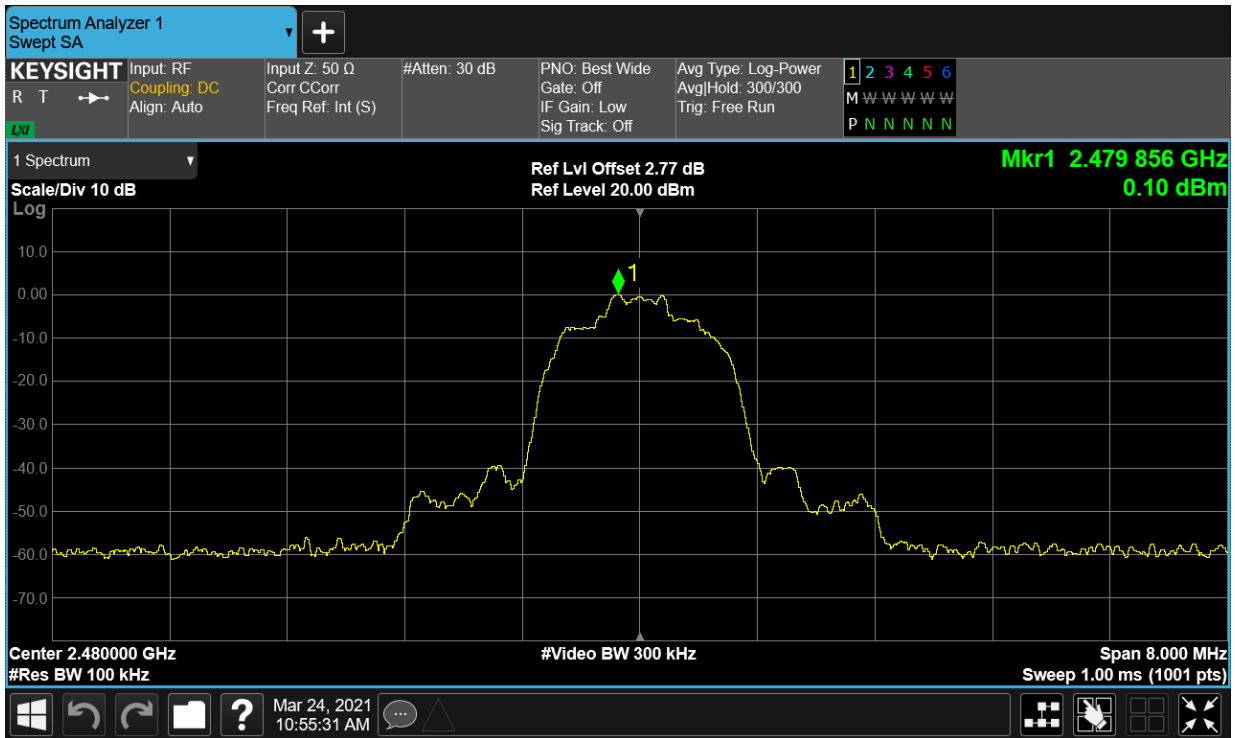 Spectrum Analyzer 1
Swept SA
KEYSIGHT
R T
LXI
Input: RF
Coupling: DC
Align: Auto
Input Z: 50 Ω
Corr CCorr
Freq Ref: Int (S)
#Atten: 30 dB
PNO: Best Wide
Gate: Off
IF Gain: Low
Sig Track: Off
Avg Type: Log-Power
Avg|Hold: 300/300
Trig: Free Run
1 2 3 4 5 6
M W W W W W
P N N N N N
1 Spectrum
Scale/Div 10 dB
Ref Lvl Offset 2.77 dB
Ref Level 20.00 dBm
Mkr1 2.479 856 GHz
0.10 dBm
Log
10.0
0.00
-10.0
-20.0
-30.0
-40.0
-50.0
-60.0
-70.0
1
Center 2.480000 GHz
#Video BW 300 kHz
Span 8.000 MHz
#Res BW 100 kHz
Sweep 1.00 ms (1001 pts)
?
Mar 24, 2021
10:55:31 AM